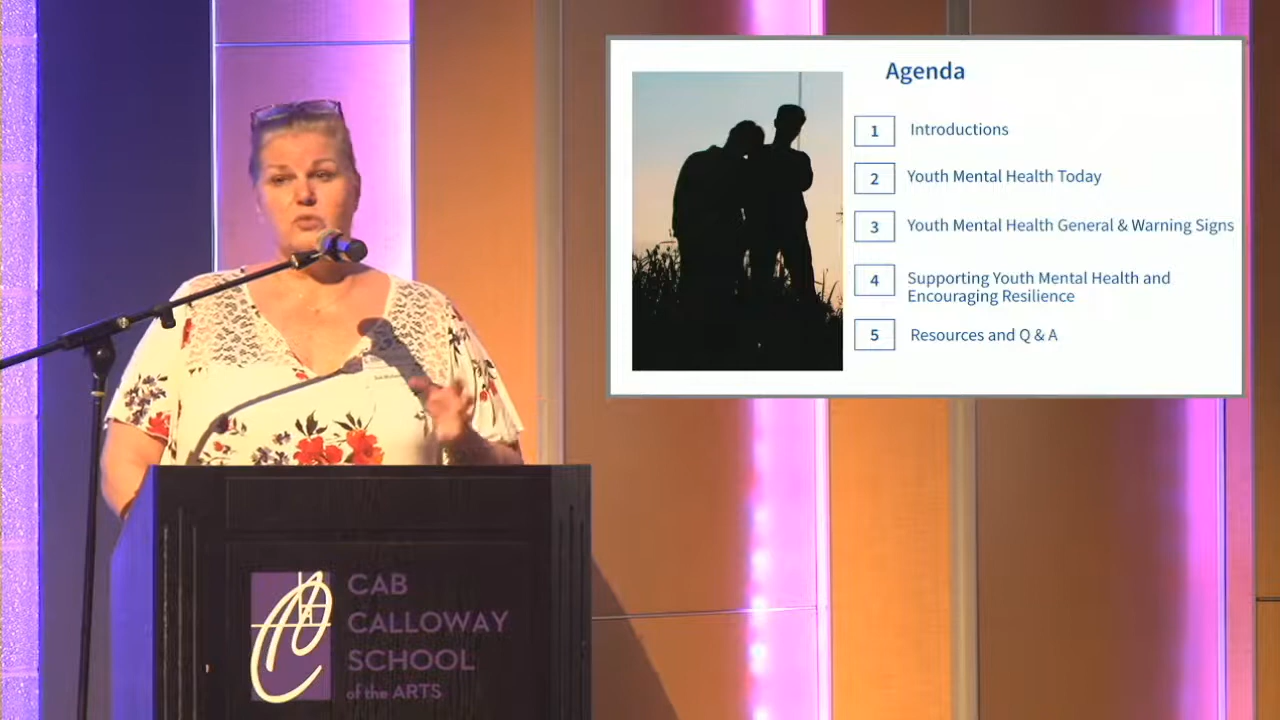 Agenda
1 Introductions
2 Youth Mental Health Today
3 Youth Mental Health General & Warning Signs
4 Supporting Youth Mental Health and
Encouraging Resilience
5 Resources and Q & A
CAB
CALLOWAY
SCHOOL
of the ARTS